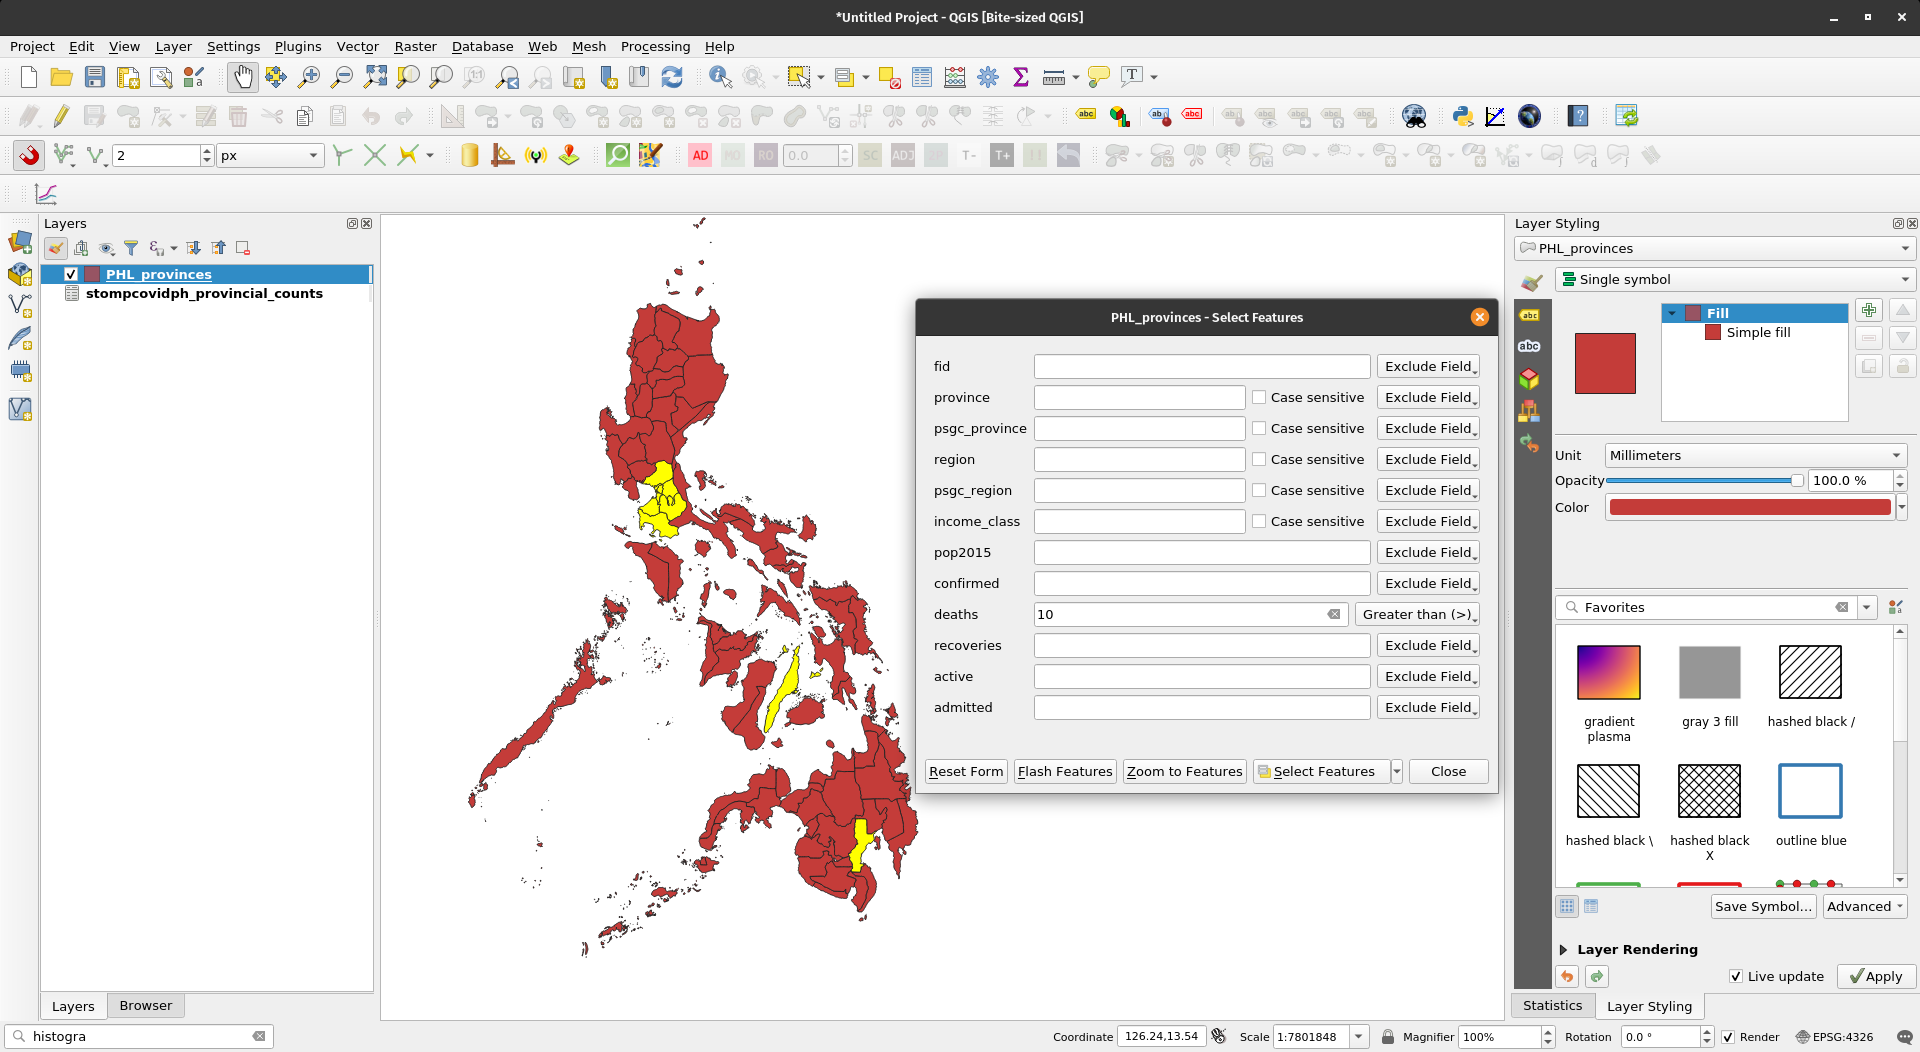 *Untitled Project - QGIS [Bite-sized QGIS]
Project Edit View Layer Settings Plugins Vector Raster Database Web Mesh Processing Help
2 px AD MO RO 0.0 SC ADJ T- T+
Layers
PHL_provinces
stompcovidph_provincial_counts
Layers Browser
histogra
PHL_provinces - Select Features
fid Exclude Field
province Case sensitive Exclude Field
psgc_province Case sensitive Exclude Field
region Case sensitive Exclude Field
psgc_region Case sensitive Exclude Field
income_class Case sensitive Exclude Field
pop2015 Exclude Field
confirmed Exclude Field
deaths 10 Greater than (>)
recoveries Exclude Field
active Exclude Field
admitted Exclude Field
Reset Form Flash Features Zoom to Features Select Features Close
Layer Styling
PHL_provinces
Single symbol
Fill
Simple fill
Unit Millimeters
Opacity 100.0 %
Color
Favorites
gradient plasma
gray 3 fill
hashed black /
hashed black \
hashed black X
outline blue
Save Symbol... Advanced
Layer Rendering
Live update Apply
Statistics Layer Styling
Coordinate 126.24,13.54 Scale 1:7801848 Magnifier 100% Rotation 0.0 ° Render EPSG:4326